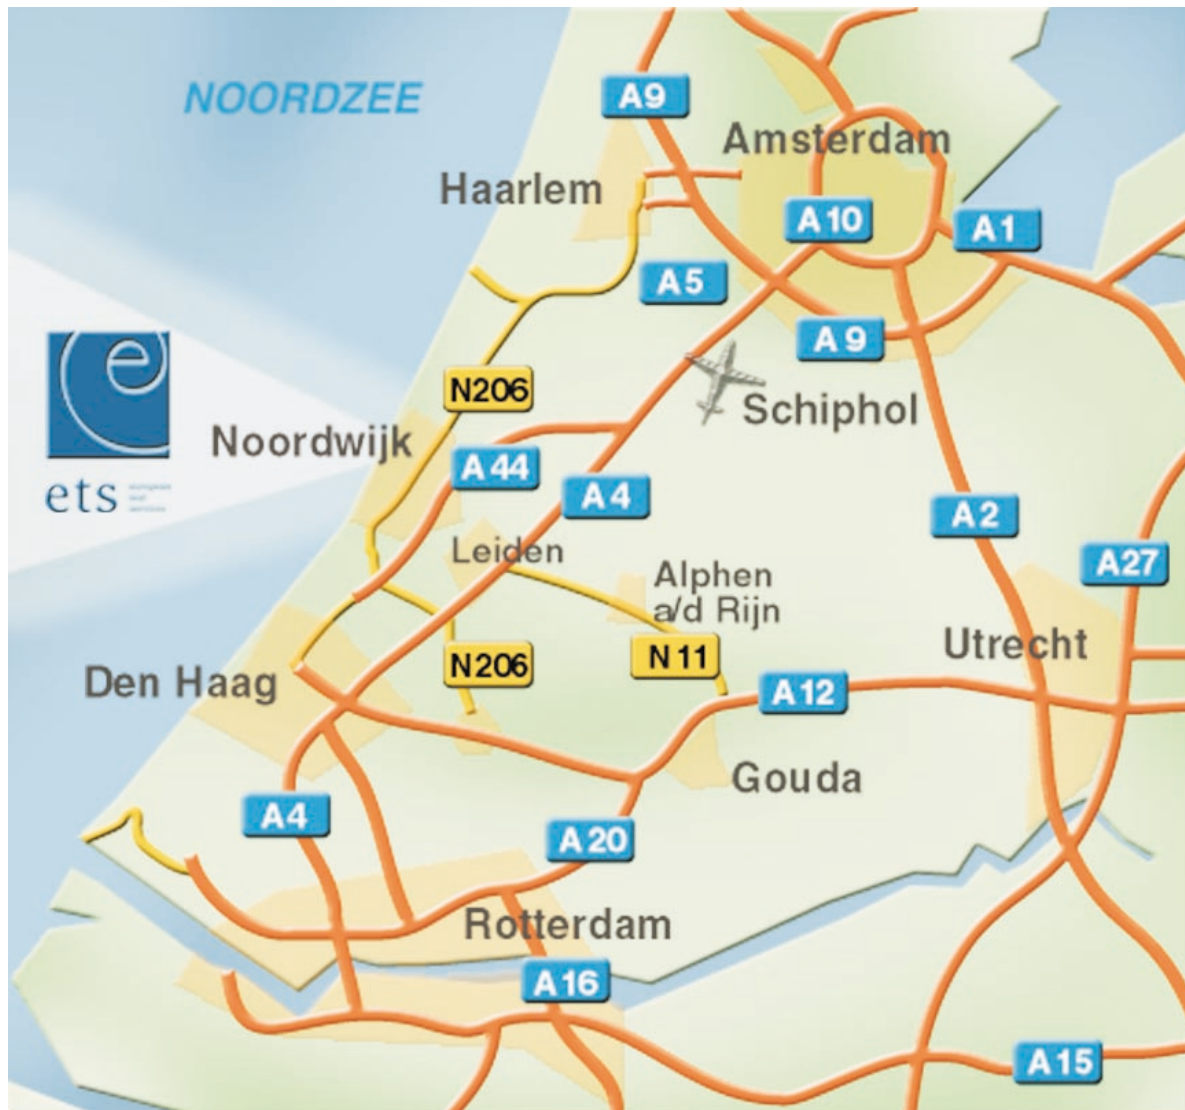 NOORDZEE
A9
Amsterdam
Haarlem
A10
A1
A5
A9
N206
Schiphol
Noordwijk
A44
A4
ets
A2
Leiden
A27
Alphen
a/d Rijn
Utrecht
N206
N11
Den Haag
A12
Gouda
A4
A20
Rotterdam
A16
A15